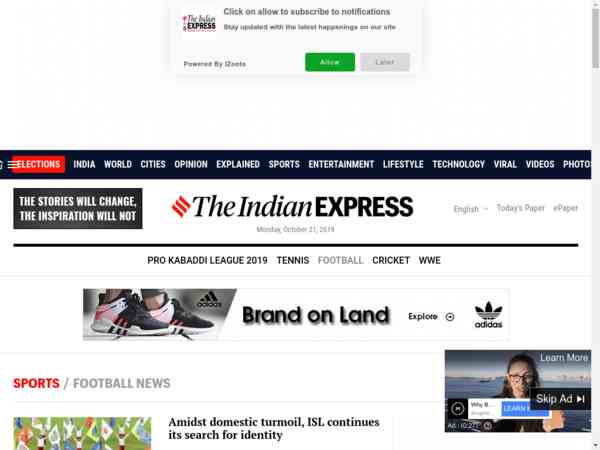 The Indian
EXPRESS
Click on allow to subscribe to notifications
Stay updated with the latest happenings on our site
Powered By iZooto
Allow
Later
ELECTIONS INDIA WORLD CITIES OPINION EXPLAINED SPORTS ENTERTAINMENT LIFESTYLE TECHNOLOGY VIRAL VIDEOS PHOTOS
THE STORIES WILL CHANGE,
THE INSPIRATION WILL NOT
The Indian EXPRESS
Monday, October 21, 2019
English
Today's Paper
ePaper
PRO KABADDI LEAGUE 2019 TENNIS FOOTBALL CRICKET WWE
adidas
Brand on Land
Explore
adidas
SPORTS / FOOTBALL NEWS
Learn More
Why B...
LEARN
Skip Ad
Ad : (0:27)
Amidst domestic turmoil, ISL continues
its search for identity